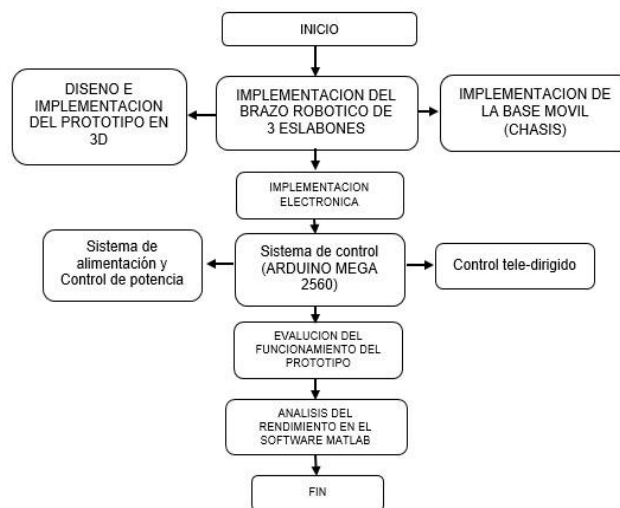 INICIO
DISENO E
IMPLEMENTACION
DEL PROTOTIPO EN
3D
IMPLEMENTACION DEL
BRAZO ROBOTICO DE
3 ESLABONES
IMPLEMENTACION DE
LA BASE MOVIL
(CHASIS)
IMPLEMENTACION
ELECTRONICA
Sistema de
alimentación y
Control de potencia
Sistema de control
(ARDUINO MEGA
2560)
Control tele-dirigido
EVALUCION DEL
FUNCIONAMIENTO DEL
PROTOTIPO
ANALISIS DEL
RENDIMIENTO EN EL
SOFTWARE MATLAB
FIN